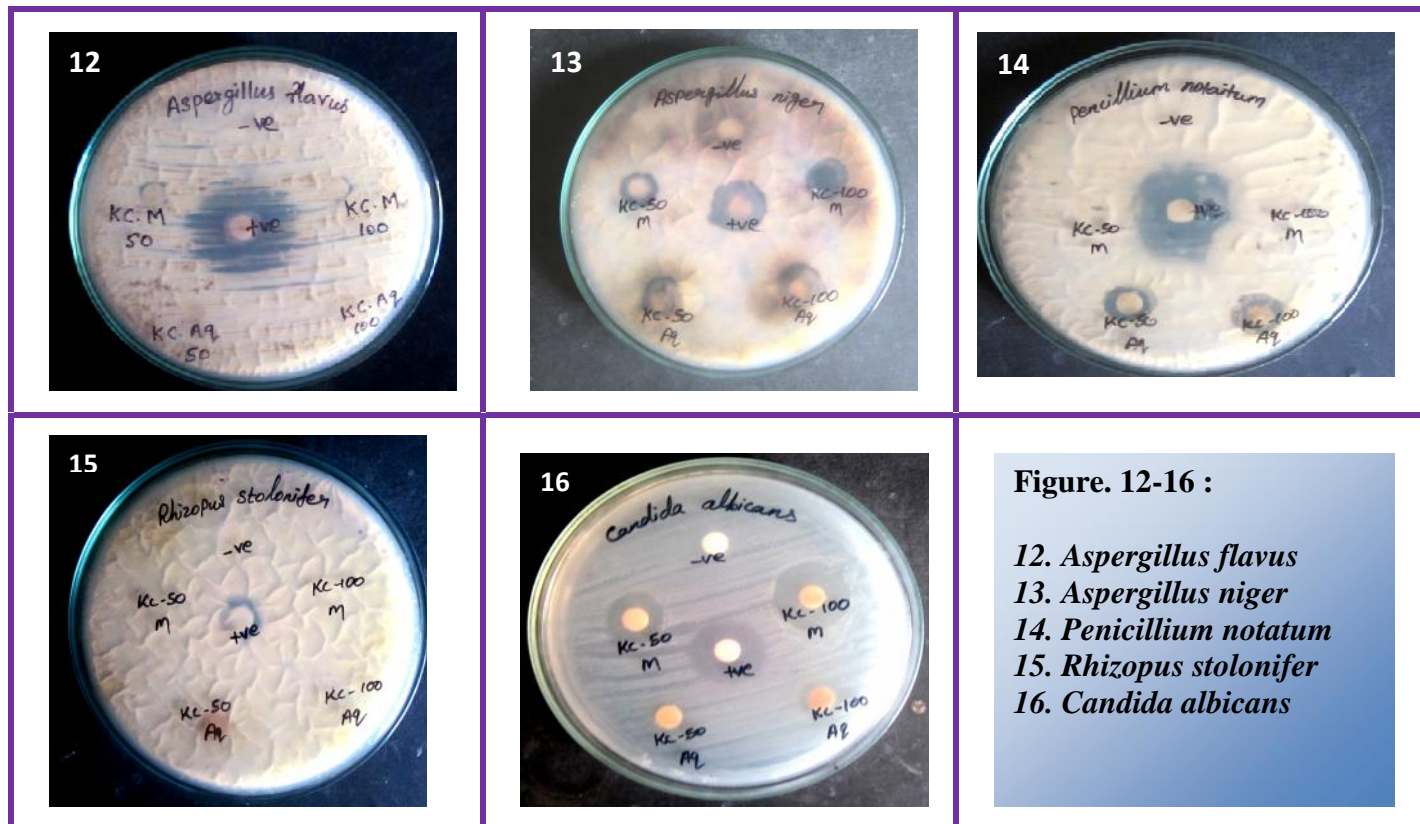 12
Aspergillus flavus
-ve
KC. M
50
+ve
KC. M
100
KC. Aq
50
KC. Aq
100
13
Aspergillus niger
-ve
KC-50
M
+ve
KC-100
M
KC-50
Aq
KC-100
Aq
14
Pencillium notaitum
-ve
+ve
KC-50
M
KC-100
M
KC-50
Aq
KC-100
Aq
15
Rhizopus stolonifer
-ve
KC-50
M
KC-100
M
+ve
KC-50
Aq
KC-100
Aq
16
Candida albicans
-ve
KC-50
M
KC-100
M
+ve
KC-50
Aq
KC-100
Aq
Figure. 12-16 :
12. Aspergillus flavus
13. Aspergillus niger
14. Penicillium notatum
15. Rhizopus stolonifer
16. Candida albicans